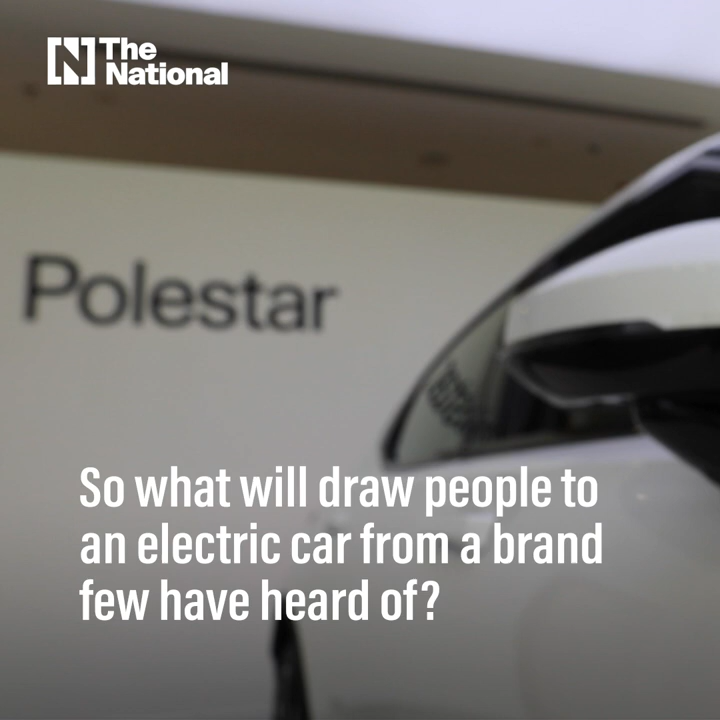 The
National
Polestar
So what will draw people to
an electric car from a brand
few have heard of?